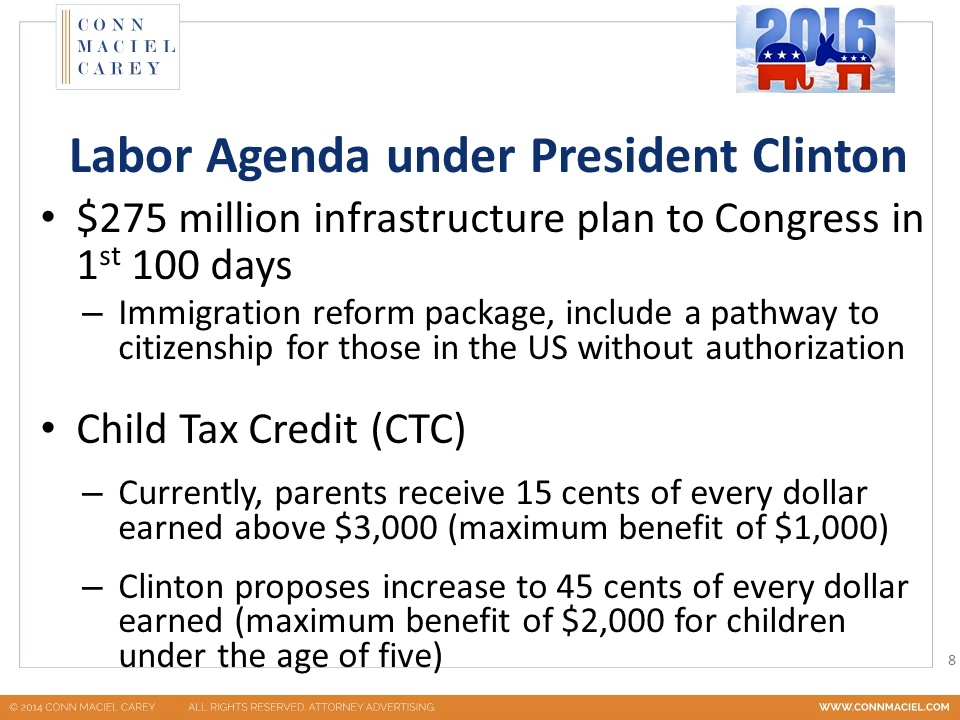 CONN
MACIEL
CAREY
2016
Labor Agenda under President Clinton
• $275 million infrastructure plan to Congress in
1st 100 days
– Immigration reform package, include a pathway to
citizenship for those in the US without authorization
• Child Tax Credit (CTC)
– Currently, parents receive 15 cents of every dollar
earned above $3,000 (maximum benefit of $1,000)
– Clinton proposes increase to 45 cents of every dollar
earned (maximum benefit of $2,000 for children
under the age of five)
8
© 2014 CONN MACIEL CAREY ALL RIGHTS RESERVED. ATTORNEY ADVERTISING. WWW.CONNMACIEL.COM